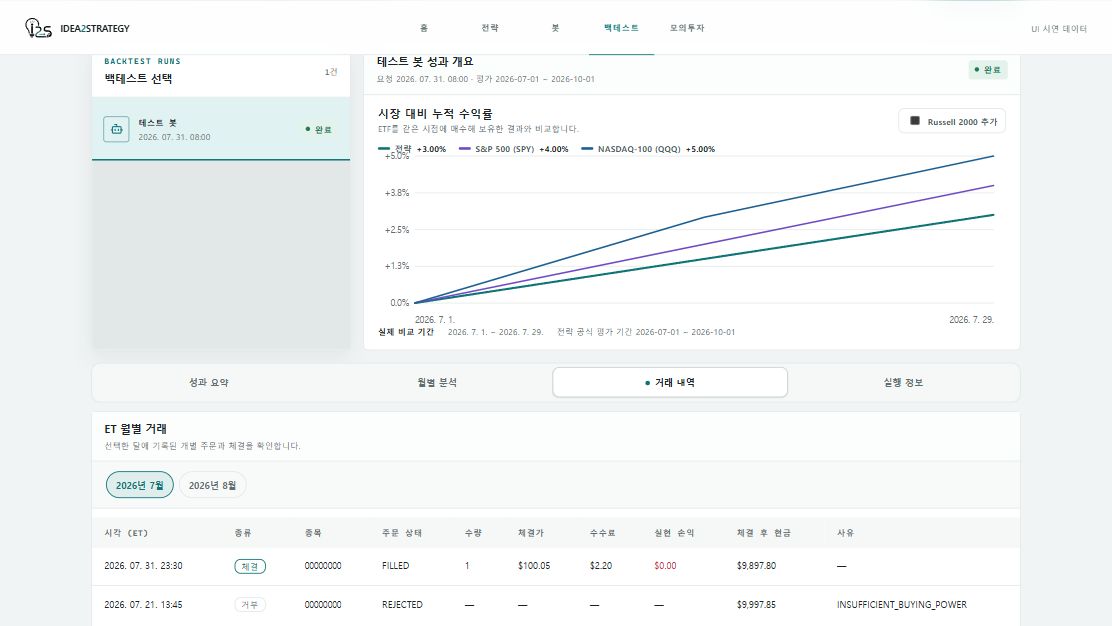 IDEA2STRATEGY
홈 전략 봇 백테스트 모의투자
UI 시연 데이터
BACKTEST RUNS
백테스트 선택
1건
테스트 봇
2026. 07. 31. 08:00
완료
테스트 봇 성과 개요
요청 2026. 07. 31. 08:00 · 평가 2026-07-01 ~ 2026-10-01
완료
시장 대비 누적 수익률
ETF를 같은 시점에 매수해 보유한 결과와 비교합니다.
Russell 2000 추가
전략 +3.00% S&P 500 (SPY) +4.00% NASDAQ-100 (QQQ) +5.00%
+5.0%
+3.8%
+2.5%
+1.3%
0.0%
2026. 7. 1. 2026. 7. 29.
실제 비교 기간 2026. 7. 1. ~ 2026. 7. 29. 전략 공식 평가 기간 2026-07-01 ~ 2026-10-01
성과 요약 월별 분석 거래 내역 실행 정보
ET 월별 거래
선택한 달에 기록된 개별 주문과 체결을 확인합니다.
2026년 7월 2026년 8월
시각 (ET) 종류 종목 주문 상태 수량 체결가 수수료 실현 손익 체결 후 현금 사유
2026. 07. 31. 23:30 체결 00000000 FILLED 1 $100.05 $2.20 $0.00 $9,897.80 —
2026. 07. 21. 13:45 거부 00000000 REJECTED — — — — $9,997.85 INSUFFICIENT_BUYING_POWER